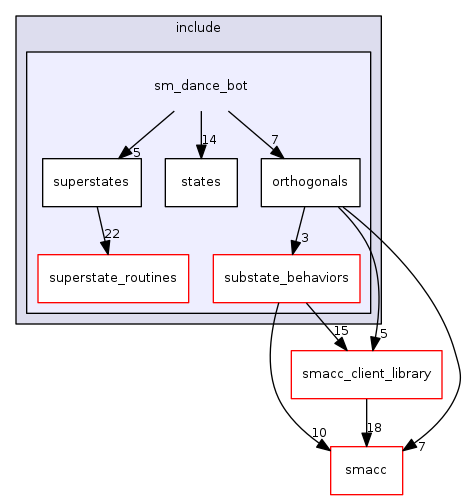 include
sm_dance_bot
5
14
7
superstates
states
orthogonals
22
3
superstate_routines
substate_behaviors
15
5
smacc_client_library
10
18
7
smacc